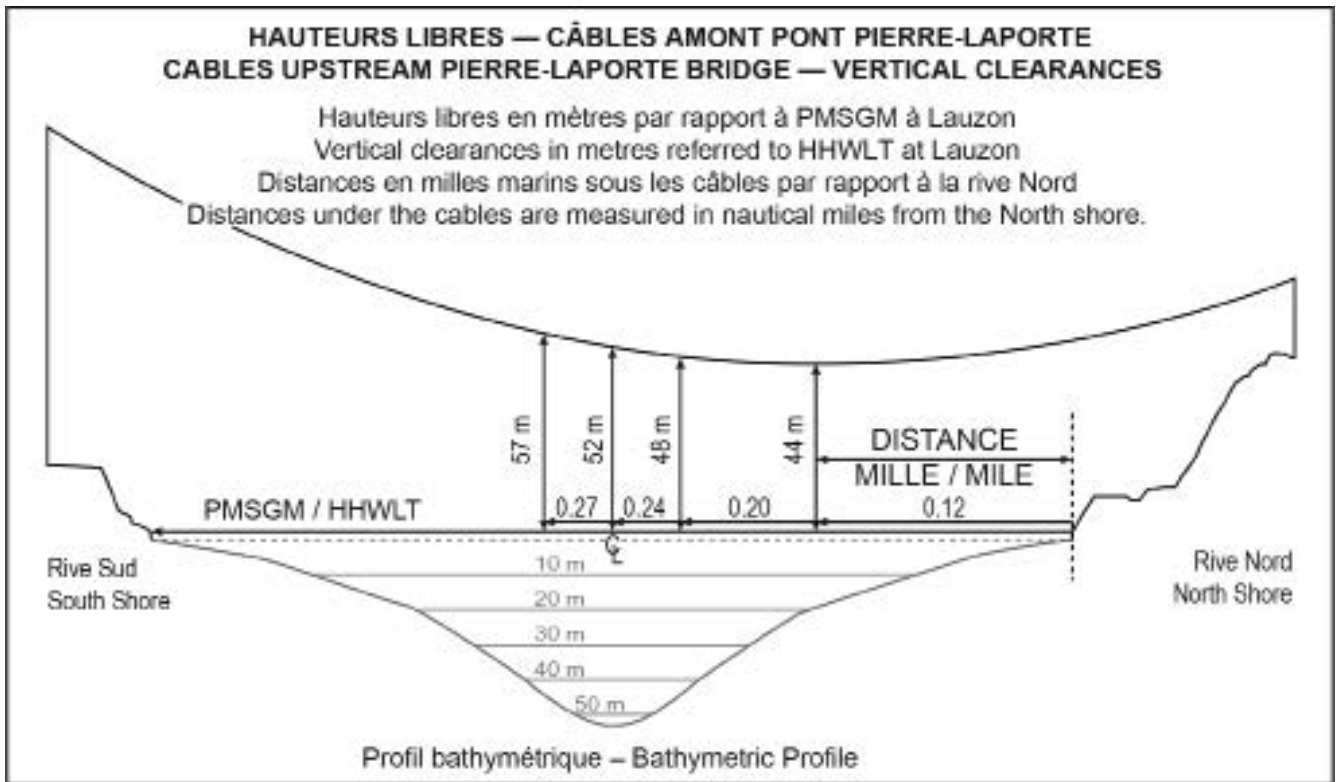 HAUTEURS LIBRES — CÂBLES AMONT PONT PIERRE-LAPORTE
CABLES UPSTREAM PIERRE-LAPORTE BRIDGE — VERTICAL CLEARANCES
Hauteurs libres en mètres par rapport à PMSGM à Lauzon
Vertical clearances in metres referred to HHWLT at Lauzon
Distances en milles marins sous les câbles par rapport à la rive Nord
Distances under the cables are measured in nautical miles from the North shore.
57 m
52 m
48 m
44 m
DISTANCE
MILLE / MILE
PMSGM / HHWLT
0.27
0.24
0.20
0.12
℄
Rive Sud
South Shore
Rive Nord
North Shore
10 m
20 m
30 m
40 m
50 m
Profil bathymétrique – Bathymetric Profile